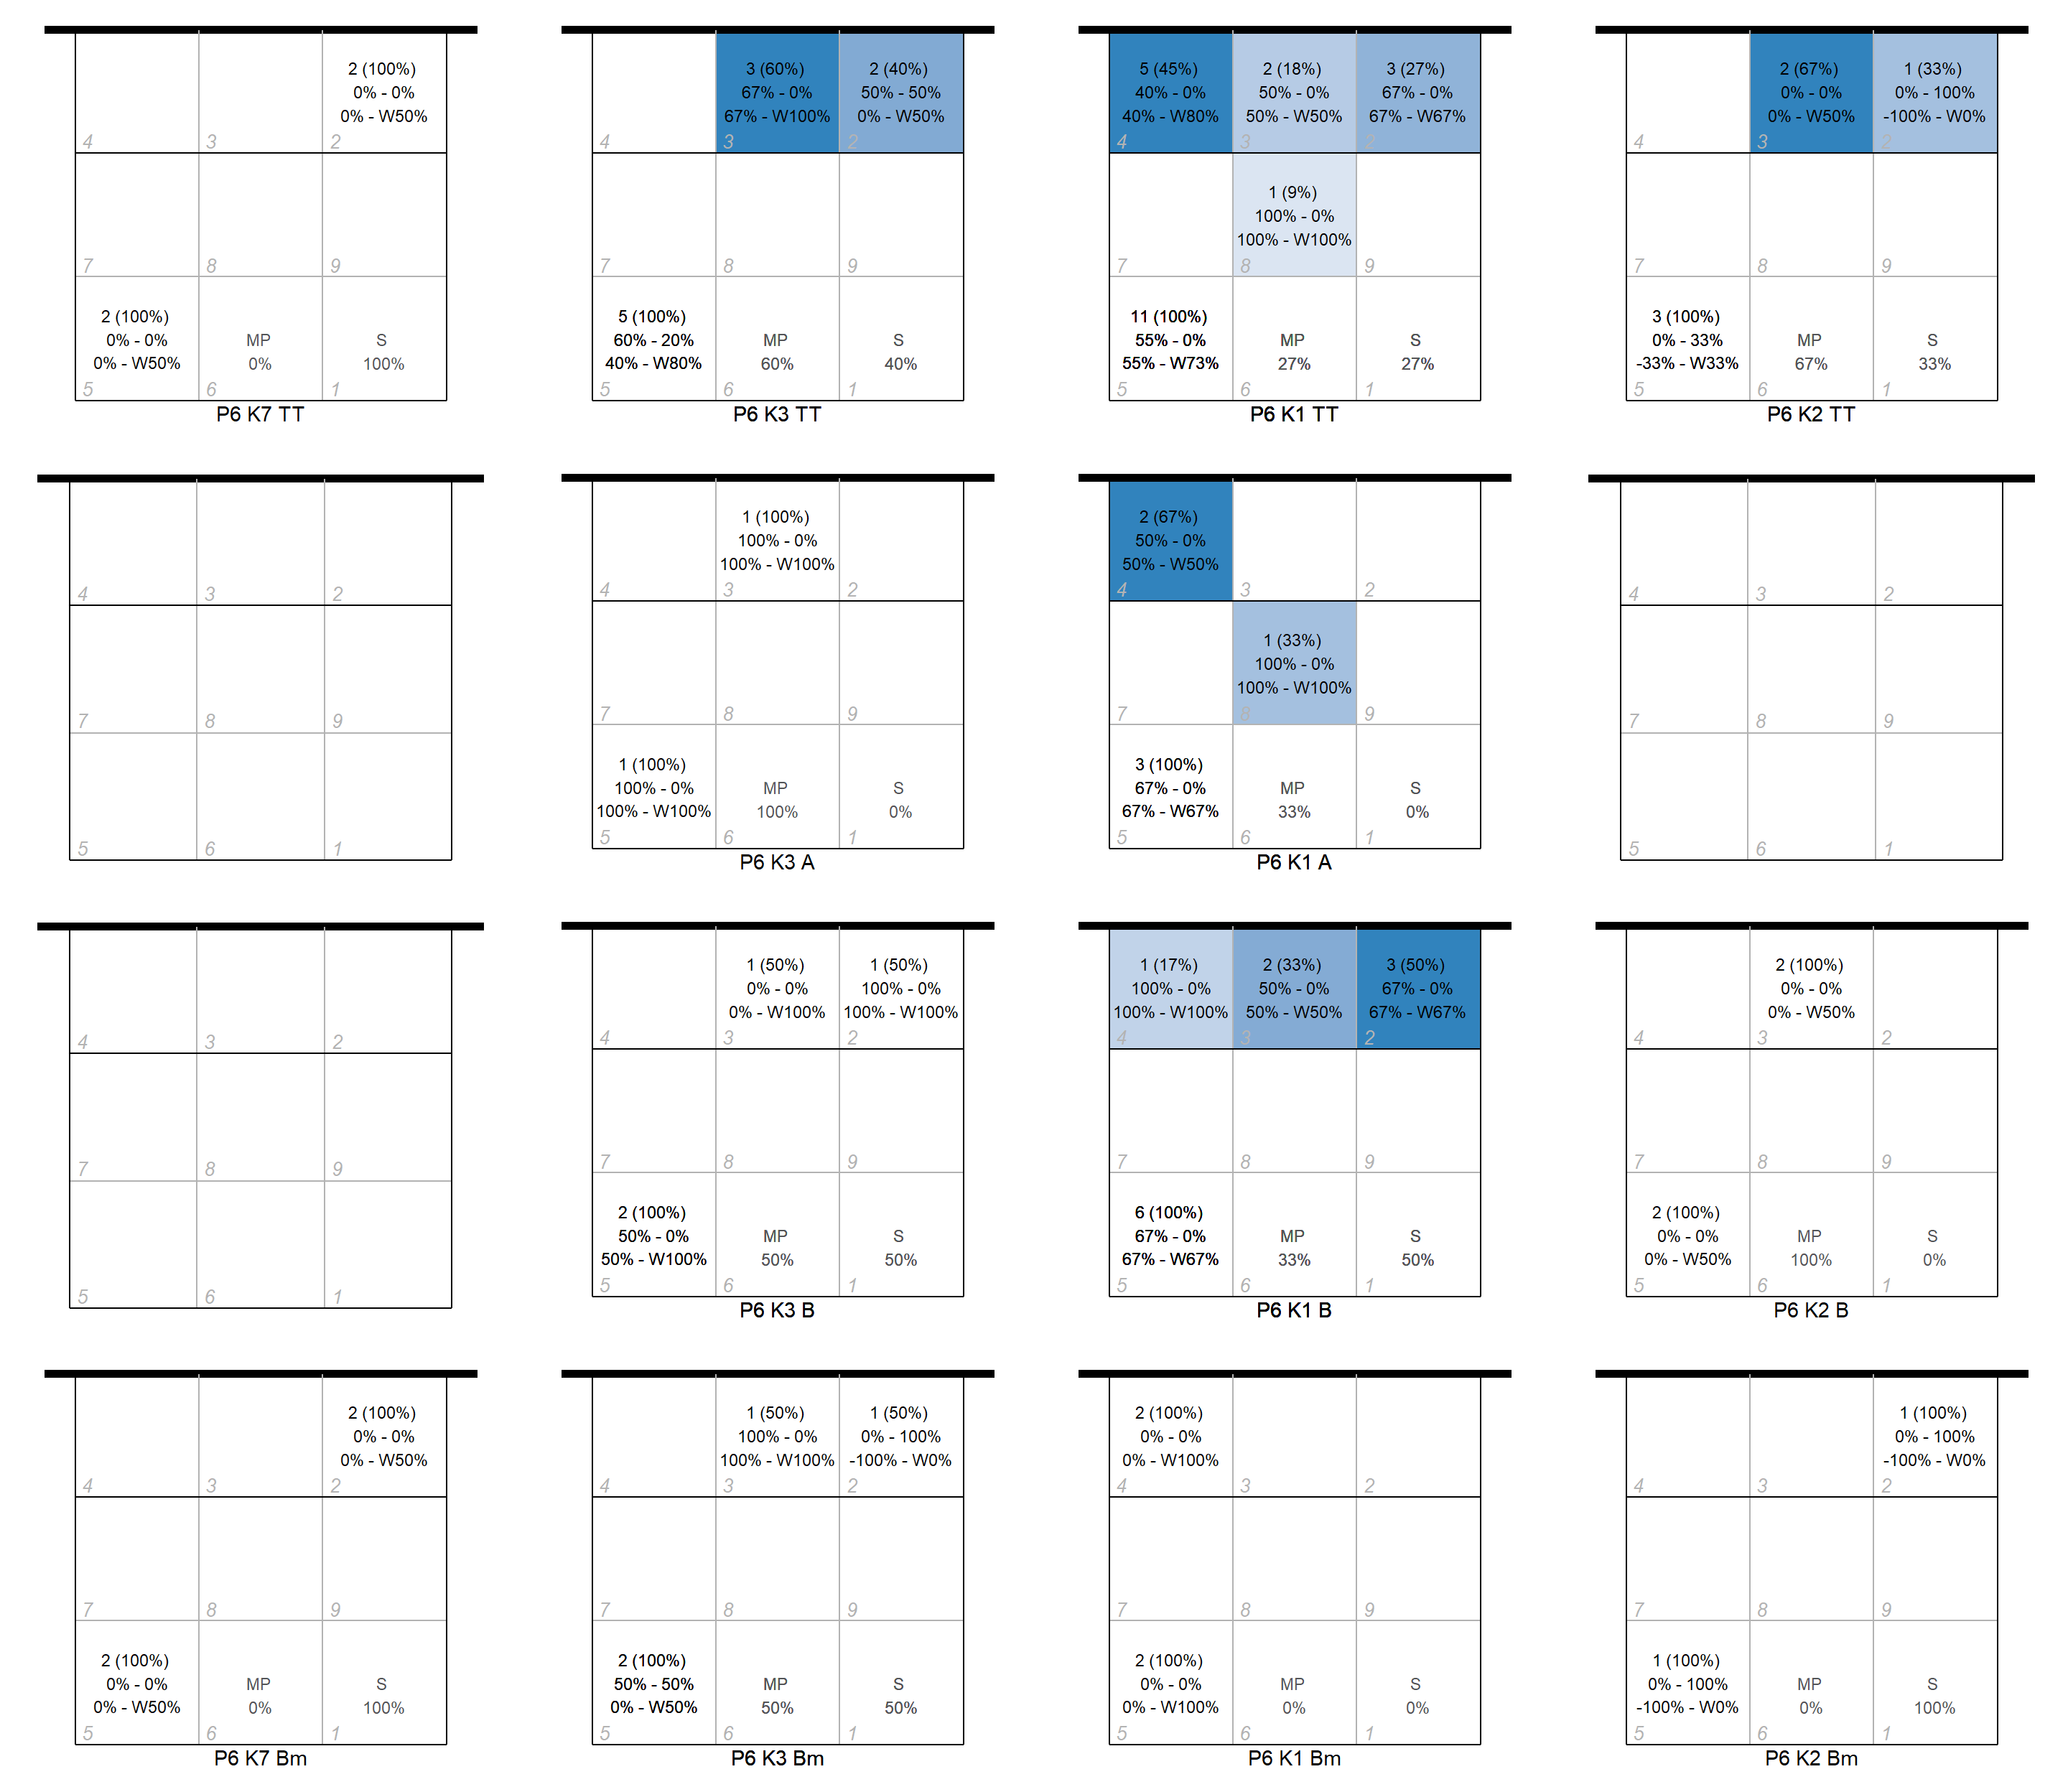 2 (100%)
0% - 0%
0% - W50%
4
3
2
7
8
9
2 (100%)
0% - 0%
0% - W50%
MP
0%
S
100%
5
6
1
P6 K7 TT
3 (60%)
67% - 0%
67% - W100%
2 (40%)
50% - 50%
0% - W50%
4
3
2
7
8
9
5 (100%)
60% - 20%
40% - W80%
MP
60%
S
40%
5
6
1
P6 K3 TT
5 (45%)
40% - 0%
40% - W80%
2 (18%)
50% - 0%
50% - W50%
3 (27%)
67% - 0%
67% - W67%
4
3
2
1 (9%)
100% - 0%
100% - W100%
7
8
9
11 (100%)
55% - 0%
55% - W73%
MP
27%
S
27%
5
6
1
P6 K1 TT
2 (67%)
0% - 0%
0% - W50%
1 (33%)
0% - 100%
-100% - W0%
4
3
2
7
8
9
3 (100%)
0% - 33%
-33% - W33%
MP
67%
S
33%
5
6
1
P6 K2 TT
4
3
2
7
8
9
5
6
1
1 (100%)
100% - 0%
100% - W100%
4
3
2
7
8
9
1 (100%)
100% - 0%
100% - W100%
MP
100%
S
0%
5
6
1
P6 K3 A
2 (67%)
50% - 0%
50% - W50%
4
3
2
1 (33%)
100% - 0%
100% - W100%
7
8
9
3 (100%)
67% - 0%
67% - W67%
MP
33%
S
0%
5
6
1
P6 K1 A
4
3
2
7
8
9
5
6
1
4
3
2
7
8
9
5
6
1
1 (50%)
0% - 0%
0% - W100%
1 (50%)
100% - 0%
100% - W100%
4
3
2
7
8
9
2 (100%)
50% - 0%
50% - W100%
MP
50%
S
50%
5
6
1
P6 K3 B
1 (17%)
100% - 0%
100% - W100%
2 (33%)
50% - 0%
50% - W50%
3 (50%)
67% - 0%
67% - W67%
4
3
2
7
8
9
6 (100%)
67% - 0%
67% - W67%
MP
33%
S
50%
5
6
1
P6 K1 B
2 (100%)
0% - 0%
0% - W50%
4
3
2
7
8
9
2 (100%)
0% - 0%
0% - W50%
MP
100%
S
0%
5
6
1
P6 K2 B
2 (100%)
0% - 0%
0% - W50%
4
3
2
7
8
9
2 (100%)
0% - 0%
0% - W50%
MP
0%
S
100%
5
6
1
P6 K7 Bm
1 (50%)
100% - 0%
100% - W100%
1 (50%)
0% - 100%
-100% - W0%
4
3
2
7
8
9
2 (100%)
50% - 50%
0% - W50%
MP
50%
S
50%
5
6
1
P6 K3 Bm
2 (100%)
0% - 0%
0% - W100%
4
3
2
7
8
9
2 (100%)
0% - 0%
0% - W100%
MP
0%
S
0%
5
6
1
P6 K1 Bm
1 (100%)
0% - 100%
-100% - W0%
4
3
2
7
8
9
1 (100%)
0% - 100%
-100% - W0%
MP
0%
S
100%
5
6
1
P6 K2 Bm